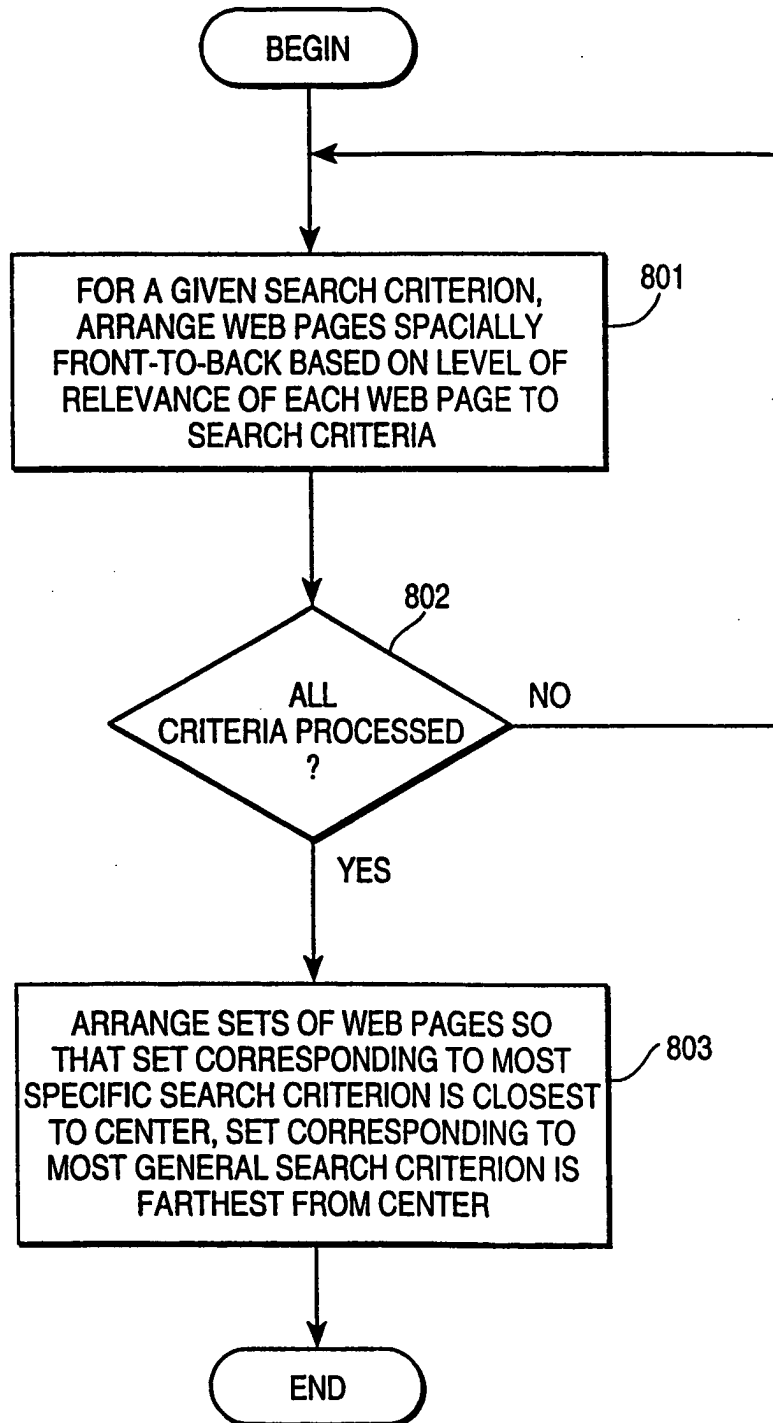 BEGIN
FOR A GIVEN SEARCH CRITERION,
ARRANGE WEB PAGES SPACIALLY
FRONT-TO-BACK BASED ON LEVEL OF
RELEVANCE OF EACH WEB PAGE TO
SEARCH CRITERIA
801
802
ALL
CRITERIA PROCESSED
?
NO
YES
ARRANGE SETS OF WEB PAGES SO
THAT SET CORRESPONDING TO MOST
SPECIFIC SEARCH CRITERION IS CLOSEST
TO CENTER, SET CORRESPONDING TO
MOST GENERAL SEARCH CRITERION IS
FARTHEST FROM CENTER
803
END